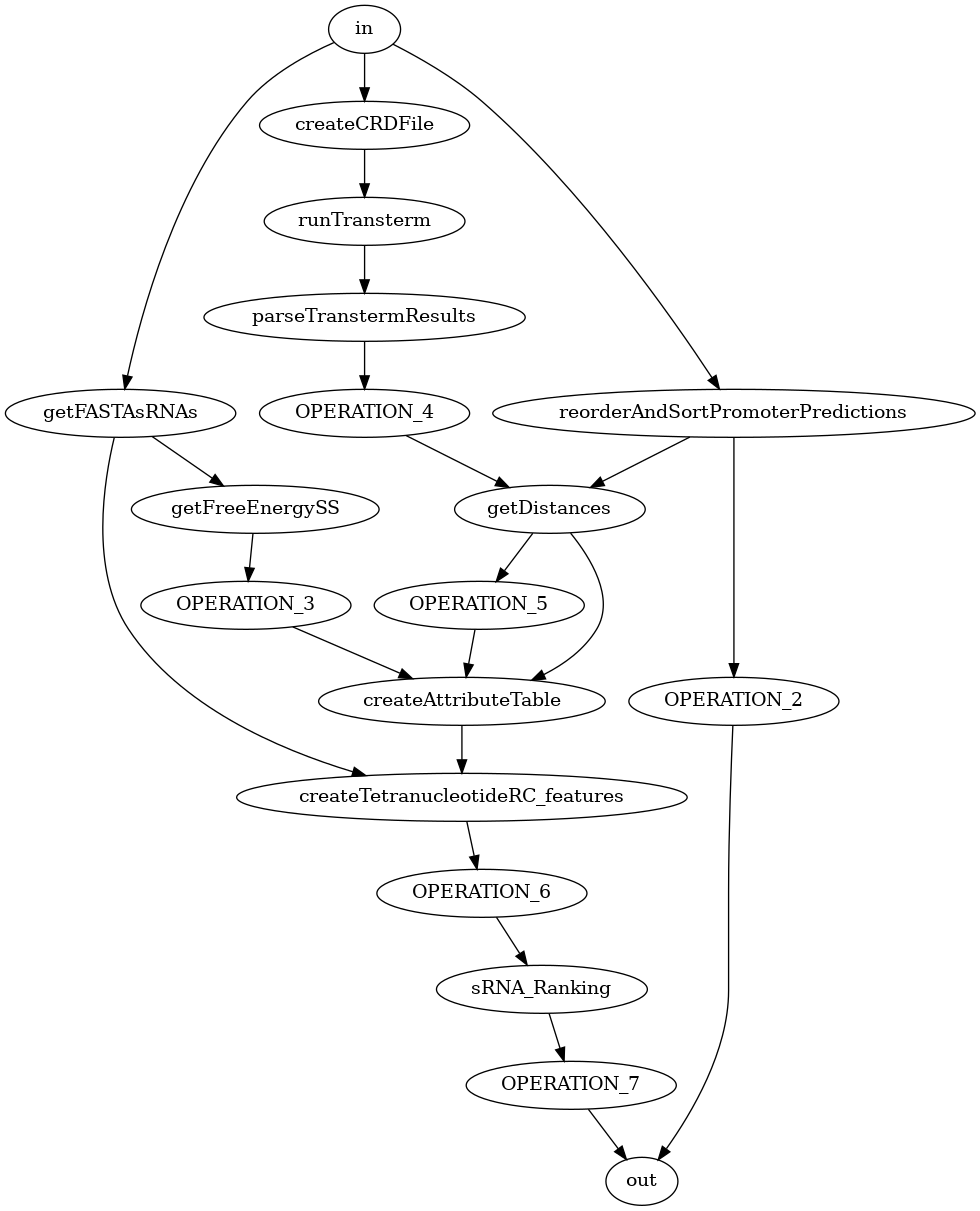 in
createCRDFile
runTransterm
parseTranstermResults
getFASTAsRNAs
OPERATION_4
reorderAndSortPromoterPredictions
getFreeEnergySS
getDistances
OPERATION_3
OPERATION_5
createAttributeTable
OPERATION_2
createTetranucleotideRC_features
OPERATION_6
sRNA_Ranking
OPERATION_7
out